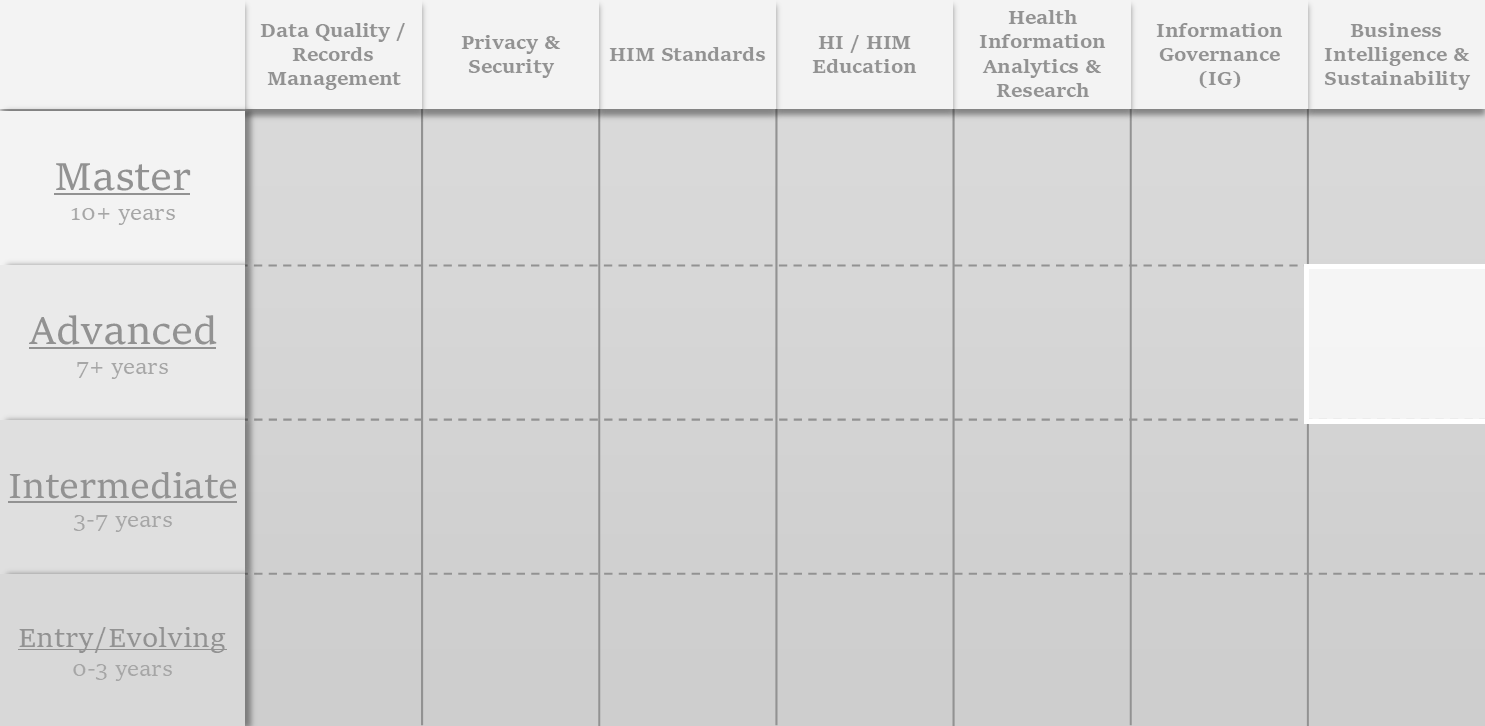 Data Quality /
Records
Management
Privacy &
Security
HIM Standards
HI / HIM
Education
Health
Information
Analytics &
Research
Information
Governance
(IG)
Business
Intelligence &
Sustainability
Master
10+ years
Advanced
7+ years
Intermediate
3-7 years
Entry/Evolving
0-3 years